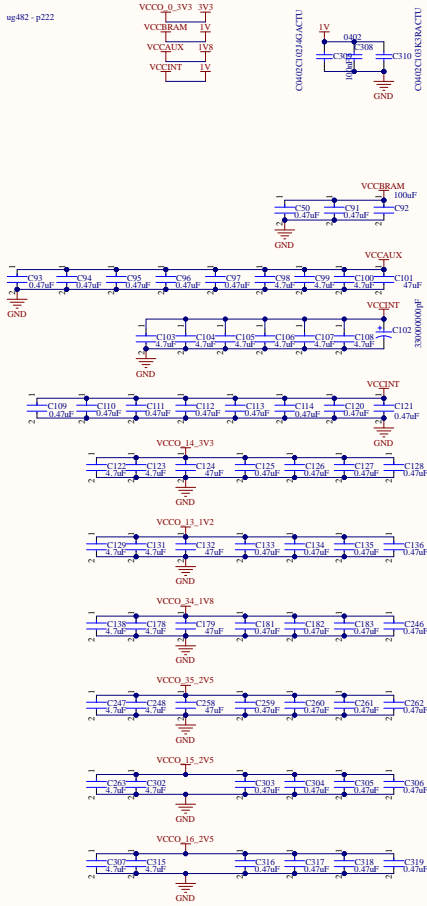 ug482 - p222
VCCO_0_3V3 3V3
VCCBRAM 1V
VCCAUX 1V8
VCCINT 1V
1V
0402
C309 C308 C310
100nF
C0402C102J4GACTU
C0402C103K3RACTU
GND
VCCBRAM
100uF
C50 C91 C92
0.47uF 0.47uF
GND
VCCAUX
C93 C94 C95 C96 C97 C98 C99 C100 C101
0.47uF 0.47uF 0.47uF 0.47uF 0.47uF 4.7uF 4.7uF 4.7uF 47uF
GND
VCCINT
C103 C104 C105 C106 C107 C108 C102
4.7uF 4.7uF 4.7uF 4.7uF 4.7uF 4.7uF
GND
VCCINT
C109 C110 C111 C112 C113 C114 C120 C121
0.47uF 0.47uF 0.47uF 0.47uF 0.47uF 0.47uF 0.47uF 0.47uF
GND
VCCO_14_3V3
C122 C123 C124 C125 C126 C127 C128
4.7uF 4.7uF 47uF 0.47uF 0.47uF 0.47uF 0.47uF
GND
VCCO_13_1V2
C129 C131 C132 C133 C134 C135 C136
4.7uF 4.7uF 47uF 0.47uF 0.47uF 0.47uF 0.47uF
GND
VCCO_34_1V8
C138 C178 C179 C181 C182 C183 C246
4.7uF 4.7uF 47uF 0.47uF 0.47uF 0.47uF 0.47uF
GND
VCCO_35_2V5
C247 C248 C258 C259 C260 C261 C262
4.7uF 4.7uF 47uF 0.47uF 0.47uF 0.47uF 0.47uF
GND
VCCO_15_2V5
C263 C302 C303 C304 C305 C306
4.7uF 4.7uF 0.47uF 0.47uF 0.47uF 0.47uF
GND
VCCO_16_2V5
C307 C315 C316 C317 C318 C319
4.7uF 4.7uF 0.47uF 0.47uF 0.47uF 0.47uF
GND